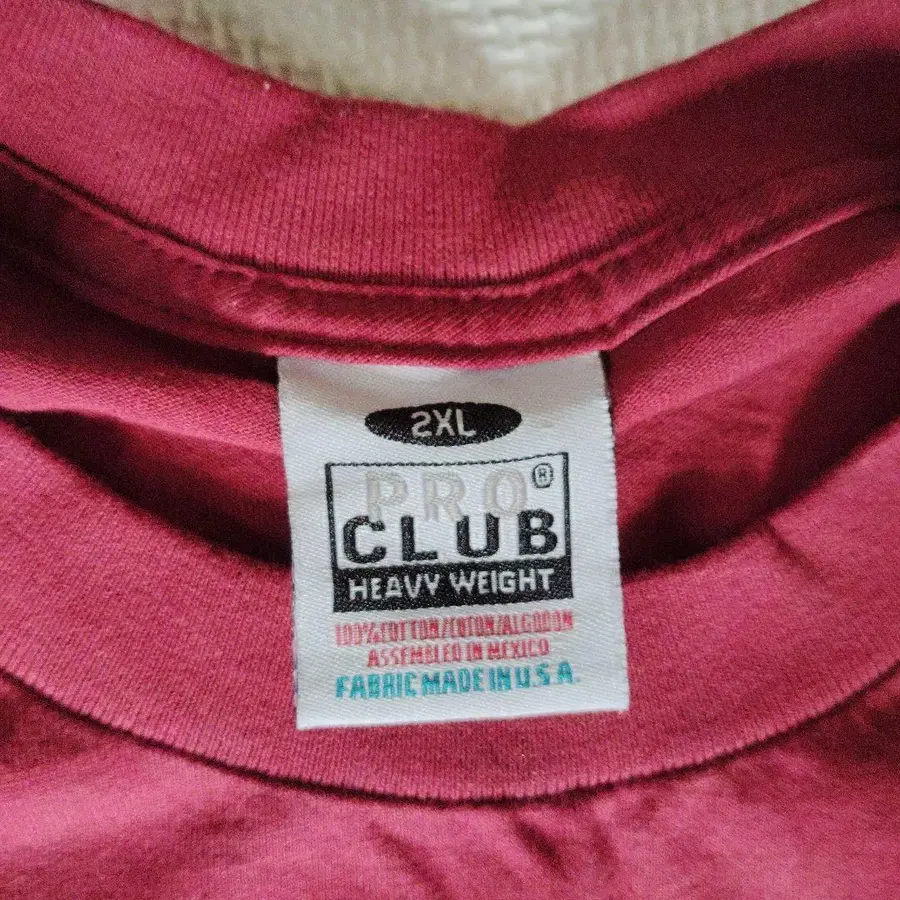 2XL
PRO®
CLUB
HEAVY WEIGHT
100%COTTON/COTON/ALGODON
ASSEMBLED IN MEXICO
FABRIC MADE IN U.S.A.